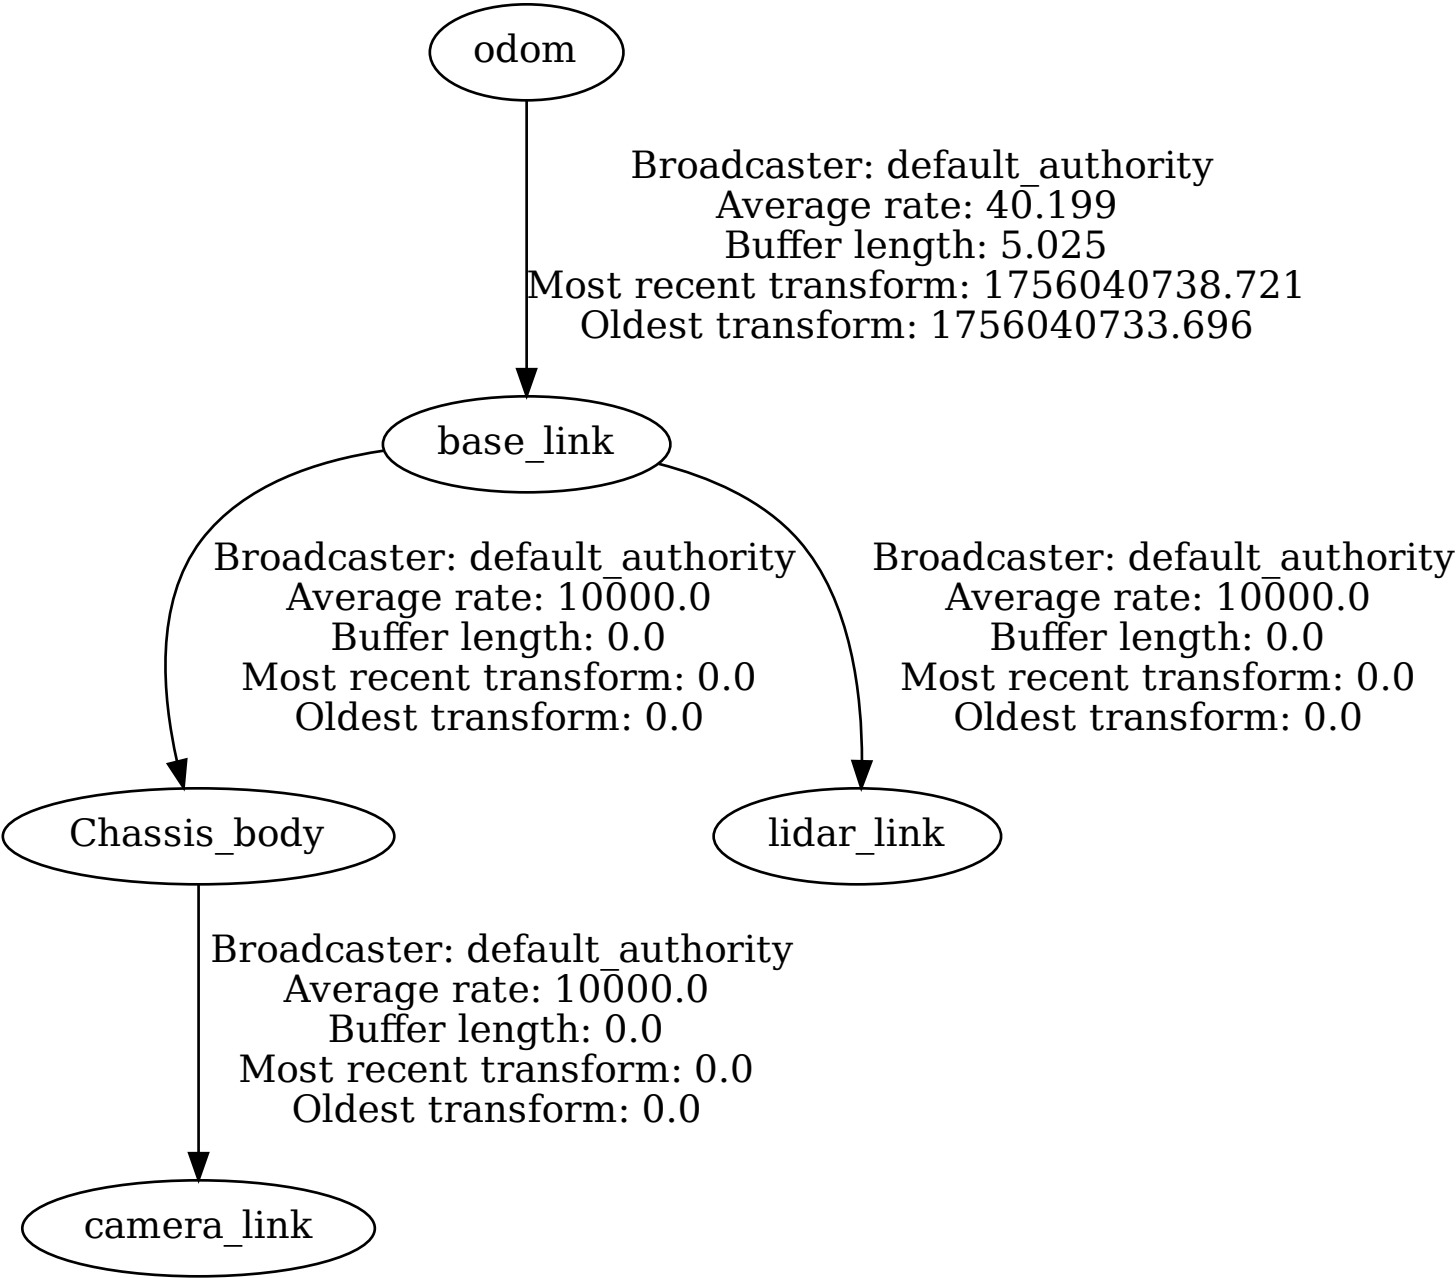 odom
Broadcaster: default_authority
Average rate: 40.199
Buffer length: 5.025
Most recent transform: 1756040738.721
Oldest transform: 1756040733.696
base_link
Broadcaster: default_authority
Average rate: 10000.0
Buffer length: 0.0
Most recent transform: 0.0
Oldest transform: 0.0
Broadcaster: default_authority
Average rate: 10000.0
Buffer length: 0.0
Most recent transform: 0.0
Oldest transform: 0.0
Chassis_body
lidar_link
Broadcaster: default_authority
Average rate: 10000.0
Buffer length: 0.0
Most recent transform: 0.0
Oldest transform: 0.0
camera_link